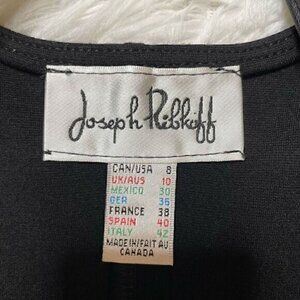 Joseph Ribkoff
CAN/USA 8
UK/AUS 10
MEXICO 30
GER 36
FRANCE 38
SPAIN 40
ITALY 42
MADE IN/FAIT AU
CANADA